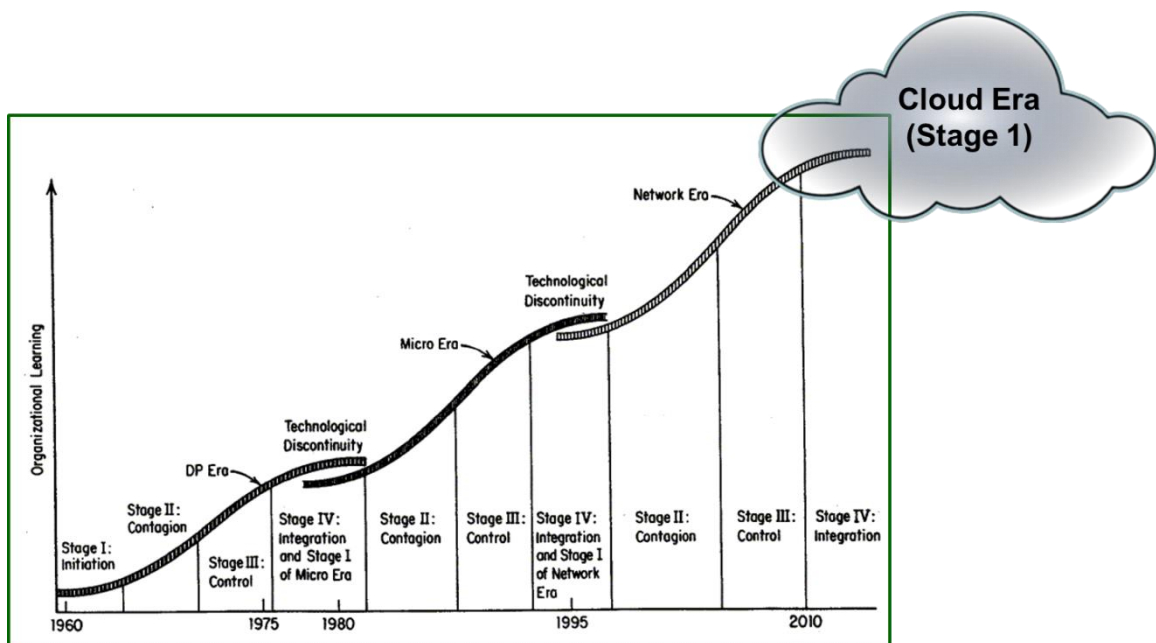 Cloud Era
(Stage 1)
Network Era
Technological
Discontinuity
Micro Era
Technological
Discontinuity
DP Era
Organizational Learning
Stage I:
Initiation
Stage II:
Contagion
Stage III:
Control
Stage IV:
Integration
and Stage I
of Micro Era
Stage II:
Contagion
Stage III:
Control
Stage IV:
Integration
and Stage I
of Network
Era
Stage II:
Contagion
Stage III:
Control
Stage IV:
Integration
1960
1975
1980
1995
2010